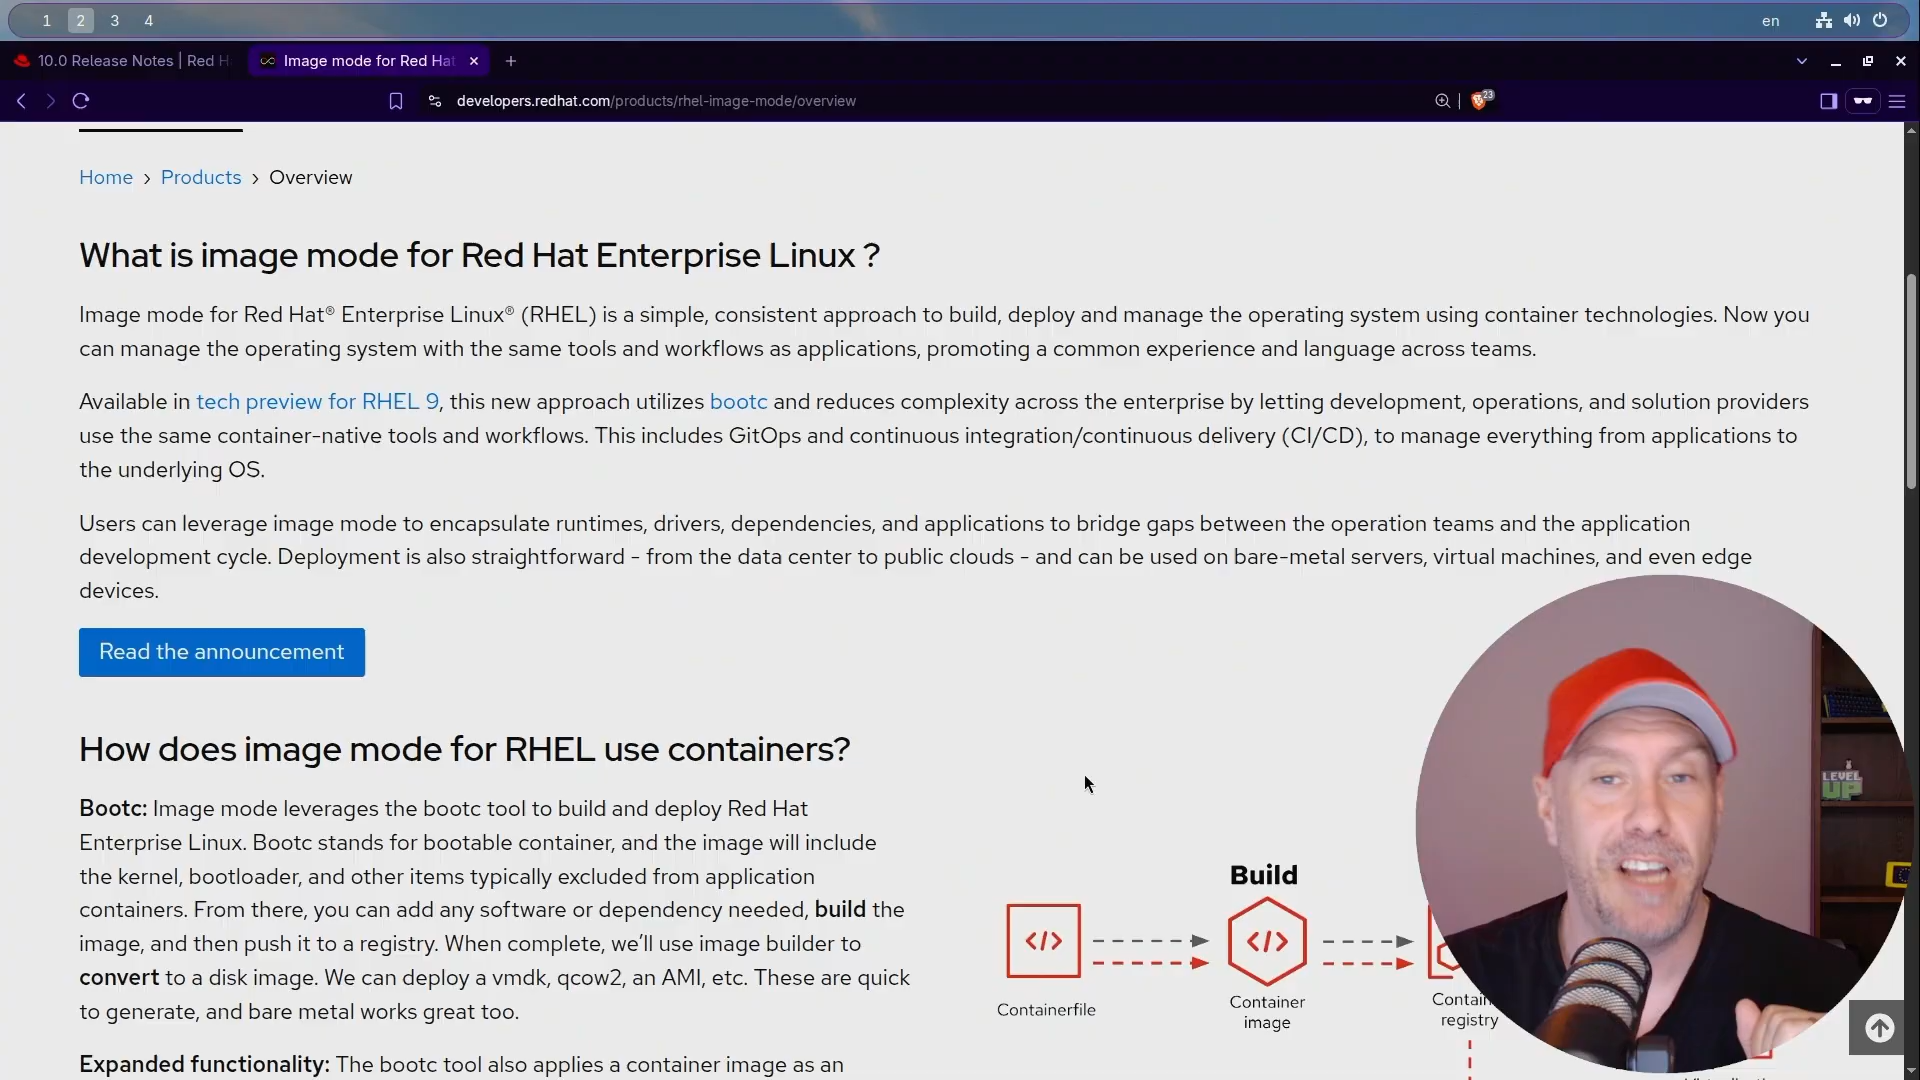 1 2 3 4 en
10.0 Release Notes | Red H
Image mode for Red Hat
developers.redhat.com/products/rhel-image-mode/overview
23
Home > Products > Overview
What is image mode for Red Hat Enterprise Linux ?
Image mode for Red Hat® Enterprise Linux® (RHEL) is a simple, consistent approach to build, deploy and manage the operating system using container technologies. Now you
can manage the operating system with the same tools and workflows as applications, promoting a common experience and language across teams.
Available in tech preview for RHEL 9, this new approach utilizes bootc and reduces complexity across the enterprise by letting development, operations, and solution providers
use the same container-native tools and workflows. This includes GitOps and continuous integration/continuous delivery (CI/CD), to manage everything from applications to
the underlying OS.
Users can leverage image mode to encapsulate runtimes, drivers, dependencies, and applications to bridge gaps between the operation teams and the application
development cycle. Deployment is also straightforward - from the data center to public clouds - and can be used on bare-metal servers, virtual machines, and even edge
devices.
Read the announcement
How does image mode for RHEL use containers?
Bootc: Image mode leverages the bootc tool to build and deploy Red Hat
Enterprise Linux. Bootc stands for bootable container, and the image will include
the kernel, bootloader, and other items typically excluded from application
containers. From there, you can add any software or dependency needed, build the
image, and then push it to a registry. When complete, we'll use image builder to
convert to a disk image. We can deploy a vmdk, qcow2, an AMI, etc. These are quick
to generate, and bare metal works great too.
Expanded functionality: The bootc tool also applies a container image as an
Build
</>
</>
Containerfile
Container
image
Contain
registry
LEVEL
UP